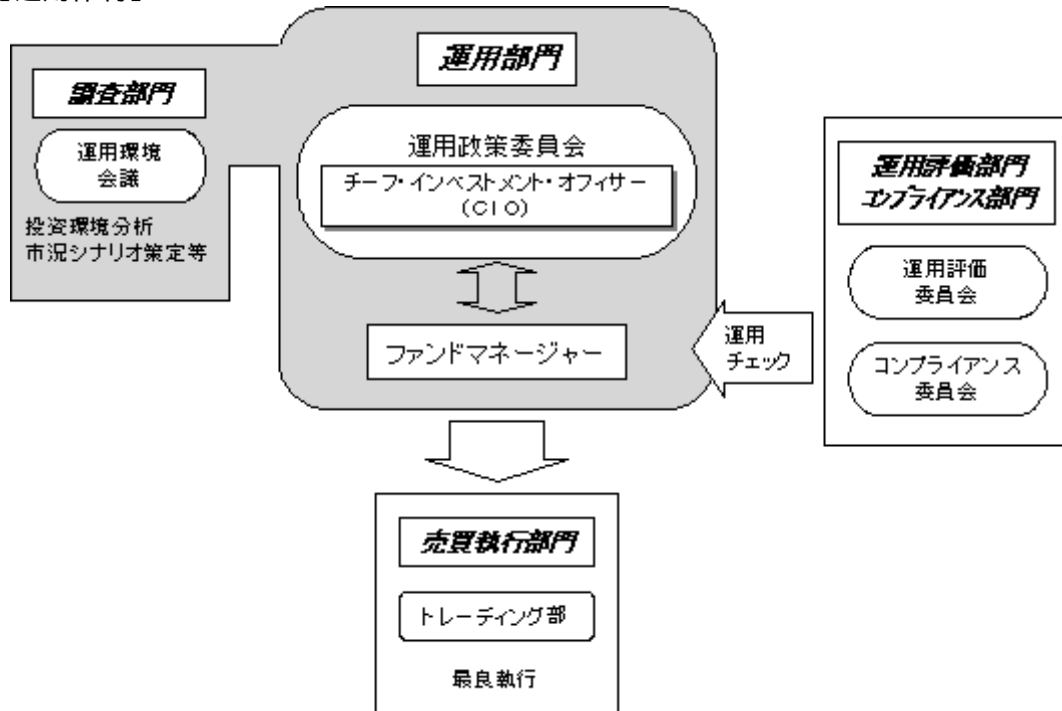 運用部門
調査部門
運用環境
会議
投資環境分析
市況シナリオ策定等
運用政策委員会
チーフ・インベストメント・オフィサー
(CIO)
ファンドマネージャー
運用
チェック
運用評価部門
コンプライアンス部門
運用評価
委員会
コンプライアンス
委員会
売買執行部門
トレーディング部
最良執行